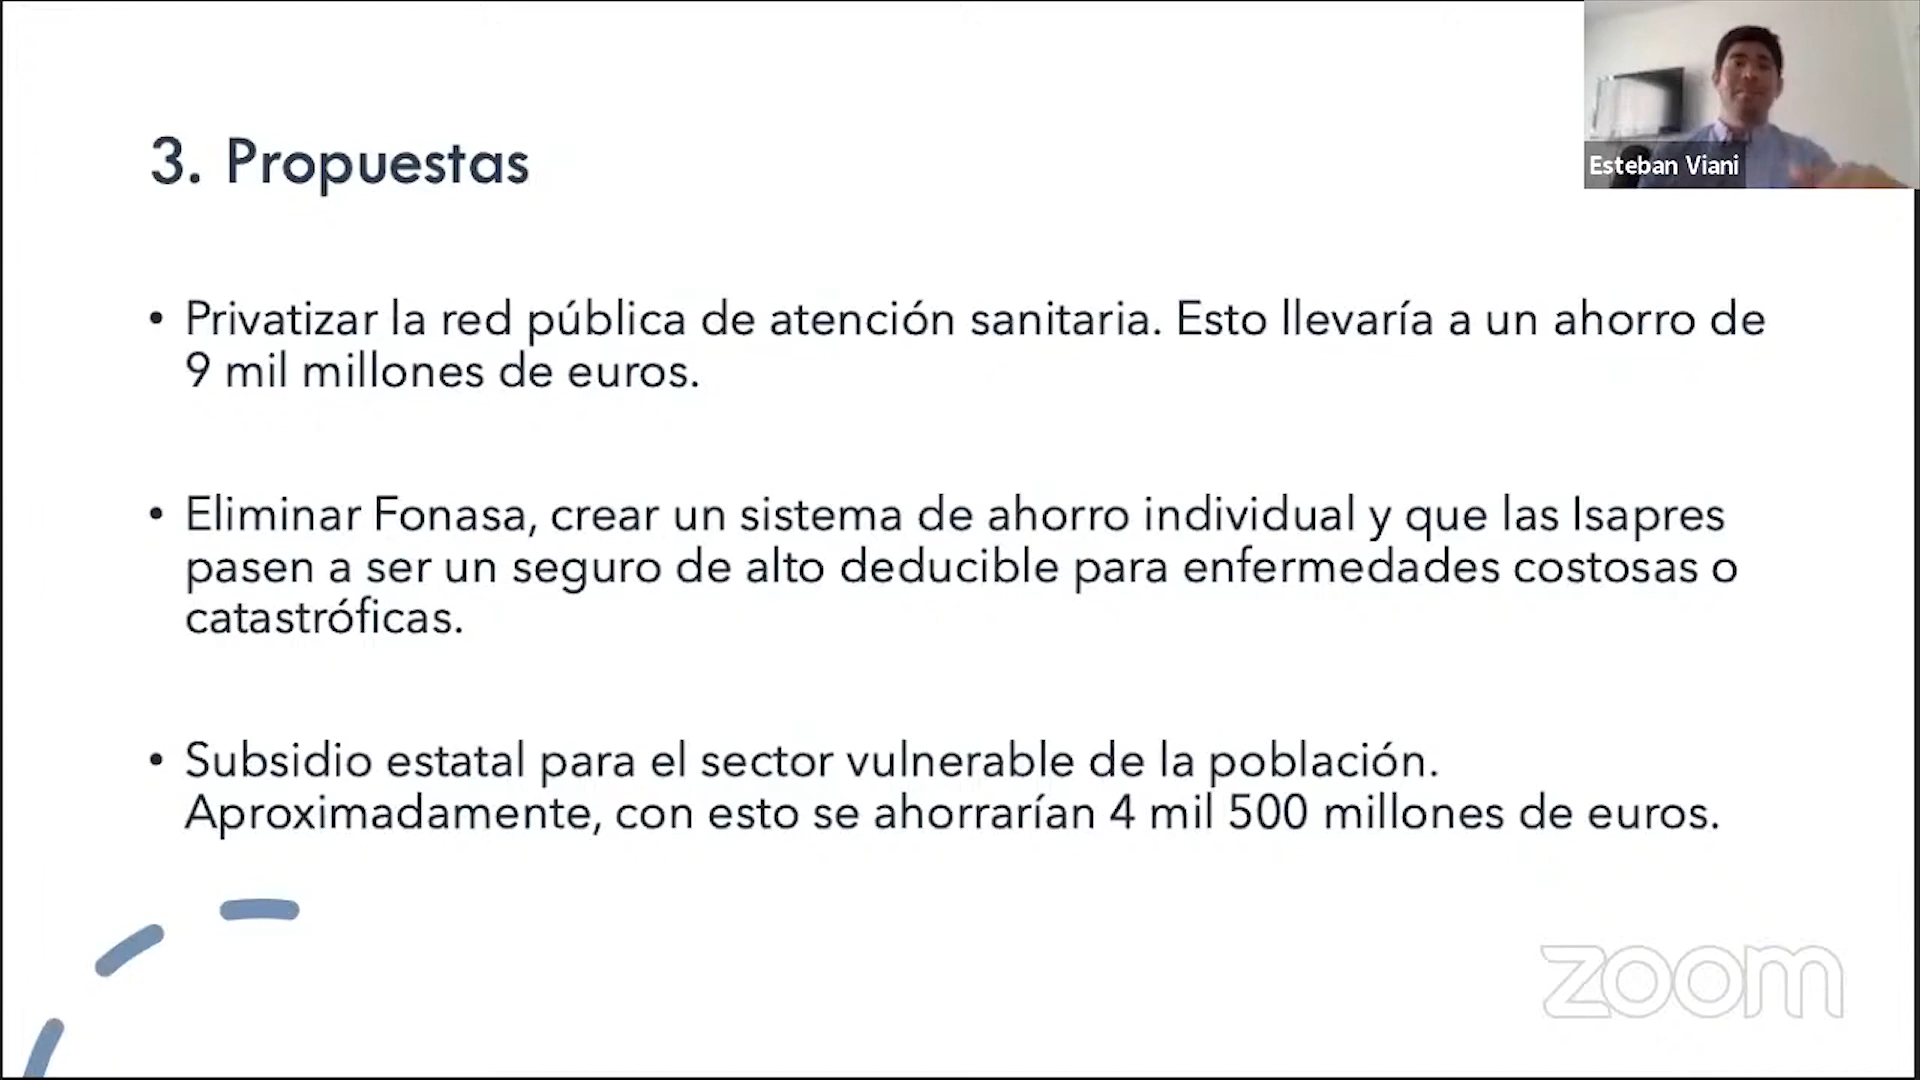 3. Propuestas
Esteban Viani
• Privatizar la red pública de atención sanitaria. Esto llevaría a un ahorro de
9 mil millones de euros.
• Eliminar Fonasa, crear un sistema de ahorro individual y que las Isapres
pasen a ser un seguro de alto deducible para enfermedades costosas o
catastróficas.
• Subsidio estatal para el sector vulnerable de la población.
Aproximadamente, con esto se ahorrarían 4 mil 500 millones de euros.
zoom